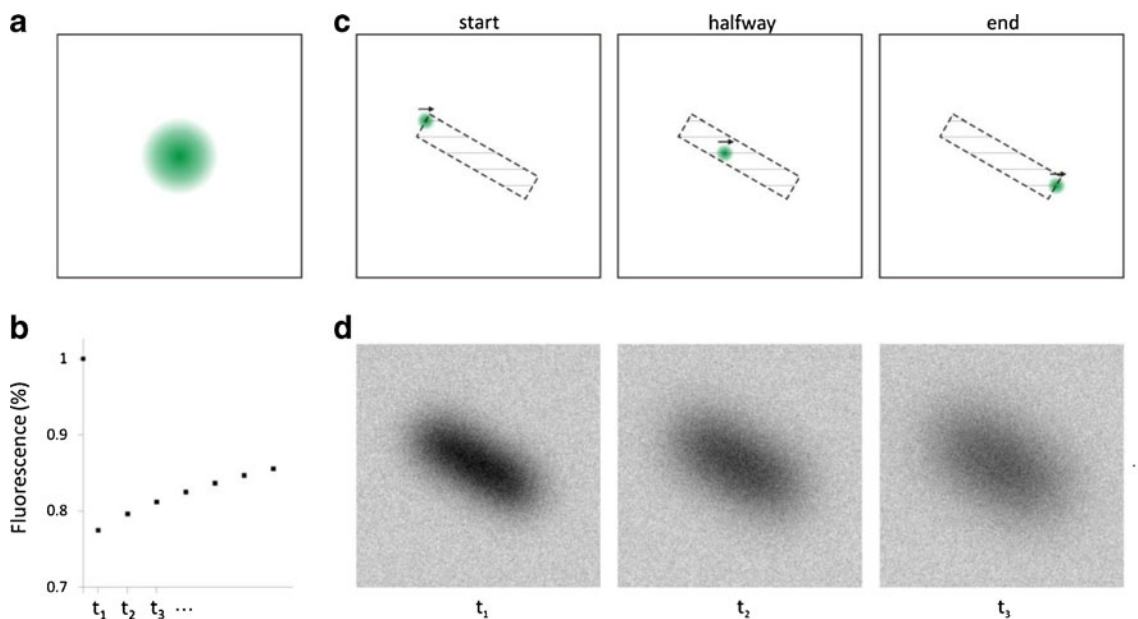 a
c
start halfway end
b
1
0.9
0.8
0.7
Fluorescence (%)
t₁ t₂ t₃ ...
d
t₁ t₂ t₃